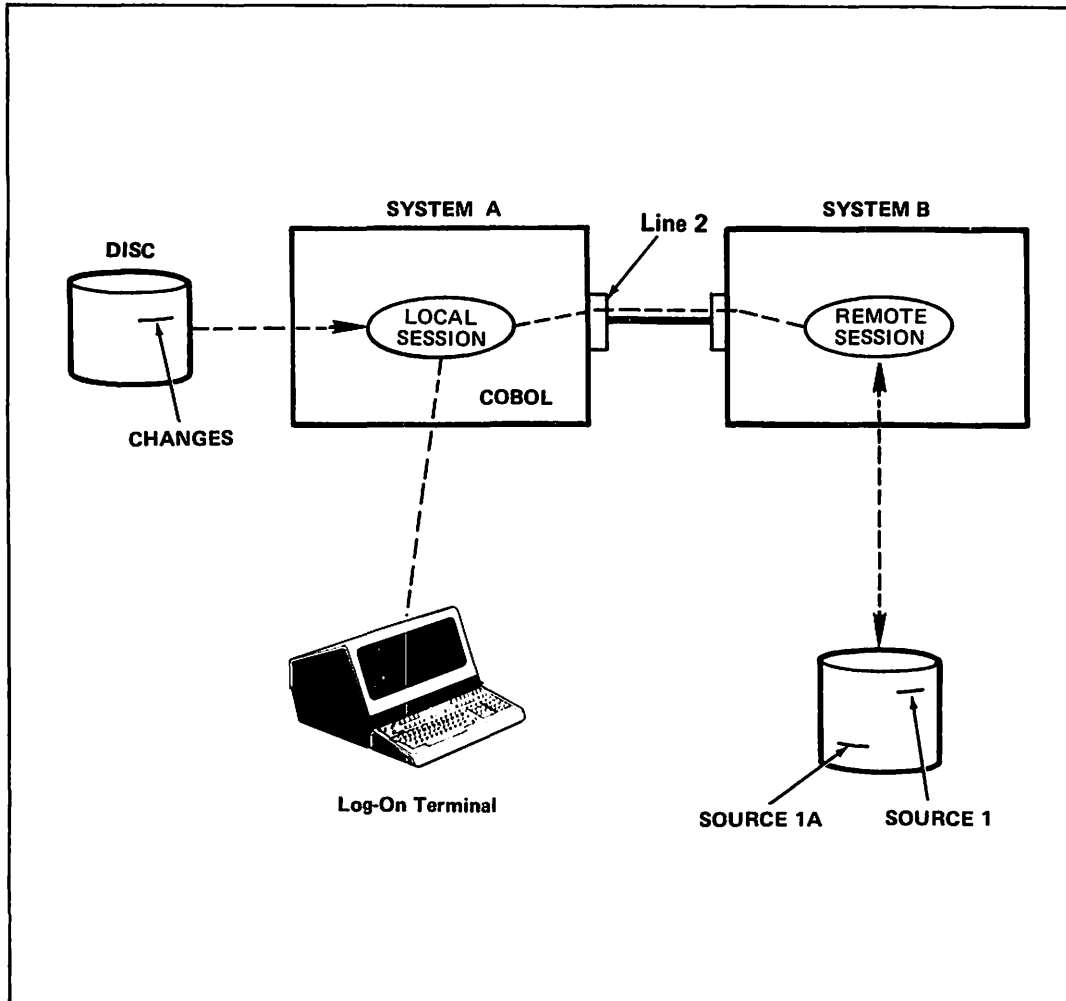 SYSTEM A
Line 2
SYSTEM B
DISC
LOCAL
SESSION
REMOTE
SESSION
COBOL
CHANGES
Log-On Terminal
SOURCE 1A
SOURCE 1